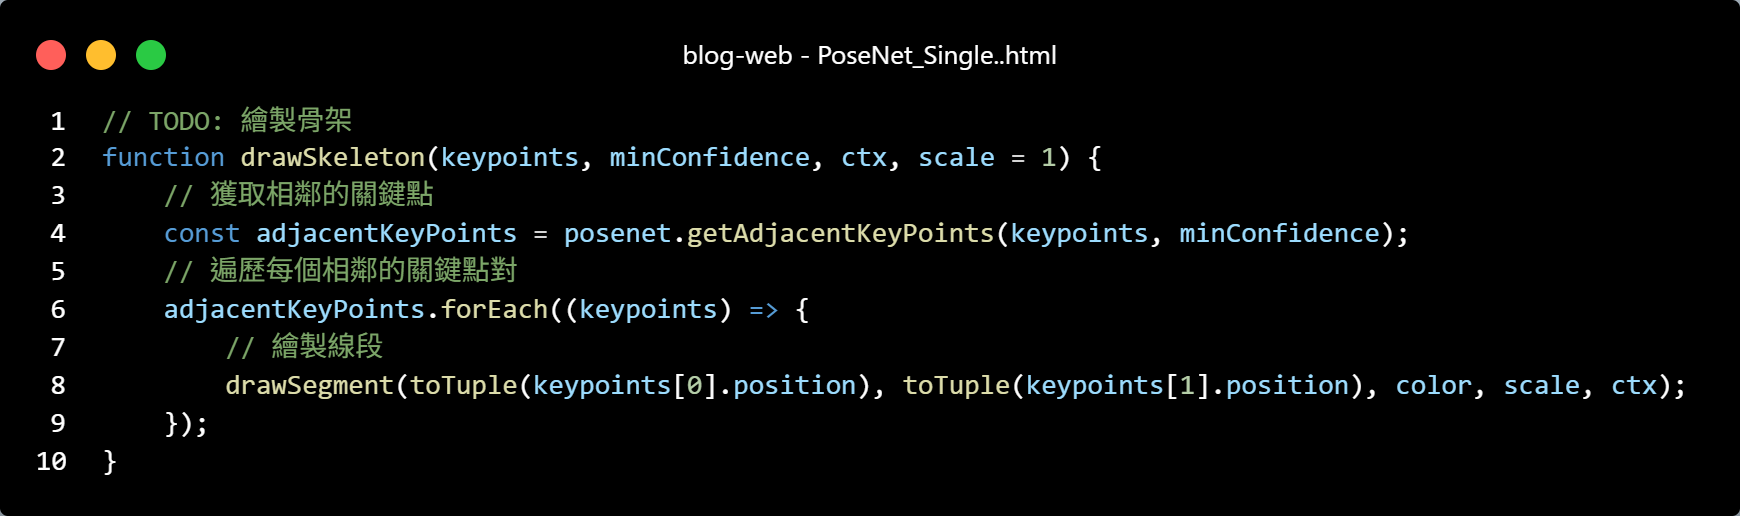 blog-web - PoseNet_Single..html
1 // TODO: 繪製骨架
2 function drawSkeleton(keypoints, minConfidence, ctx, scale = 1) {
3     // 獲取相鄰的關鍵點
4     const adjacentKeyPoints = posenet.getAdjacentKeyPoints(keypoints, minConfidence);
5     // 遍歷每個相鄰的關鍵點對
6     adjacentKeyPoints.forEach((keypoints) => {
7         // 繪製線段
8         drawSegment(toTuple(keypoints[0].position), toTuple(keypoints[1].position), color, scale, ctx);
9     });
10 }